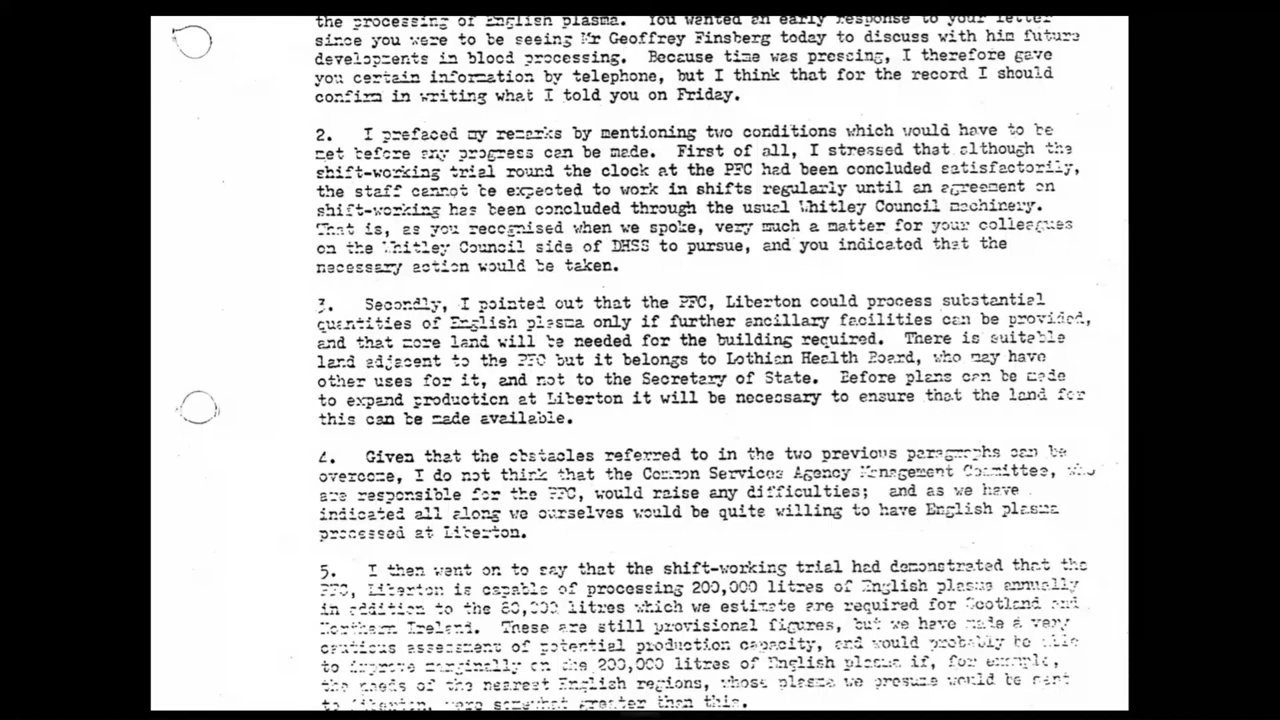 the processing of English plasma. You wanted an early response to your letter
since you were to be seeing Mr Geoffrey Finsberg today to discuss with him future
developments in blood processing. Because time was pressing, I therefore gave
you certain information by telephone, but I think that for the record I should
confirm in writing what I told you on Friday.
2. I prefaced my remarks by mentioning two conditions which would have to be
met before any progress can be made. First of all, I stressed that although the
shift-working trial round the clock at the PFC had been concluded satisfactorily,
the staff cannot be expected to work in shifts regularly until an agreement on
shift-working has been concluded through the usual Whitley Council machinery.
That is, as you recognised when we spoke, very much a matter for your colleagues
on the Whitley Council side of DHSS to pursue, and you indicated that the
necessary action would be taken.
3. Secondly, I pointed out that the PFC, Liberton could process substantial
quantities of English plasma only if further ancillary facilities can be provided,
and that more land will be needed for the building required. There is suitable
land adjacent to the PFC but it belongs to Lothian Health Board, who may have
other uses for it, and not to the Secretary of State. Before plans can be made
to expand production at Liberton it will be necessary to ensure that the land for
this can be made available.
4. Given that the obstacles referred to in the two previous paragraphs can be
overcome, I do not think that the Common Services Agency Management Committee, who
are responsible for the PFC, would raise any difficulties; and as we have
indicated all along we ourselves would be quite willing to have English plasma
processed at Liberton.
5. I then went on to say that the shift-working trial had demonstrated that the
PFC, Liberton is capable of processing 200,000 litres of English plasma annually
in addition to the 80,000 litres which we estimate are required for Scotland and
Northern Ireland. These are still provisional figures, but we have made a very
cautious assessment of potential production capacity, and would probably be able
to improve marginally on the 200,000 litres of English plasma if, for example,
the needs of the nearest English regions, whose plasma we presume would be sent
to Liberton, were somewhat greater than this.